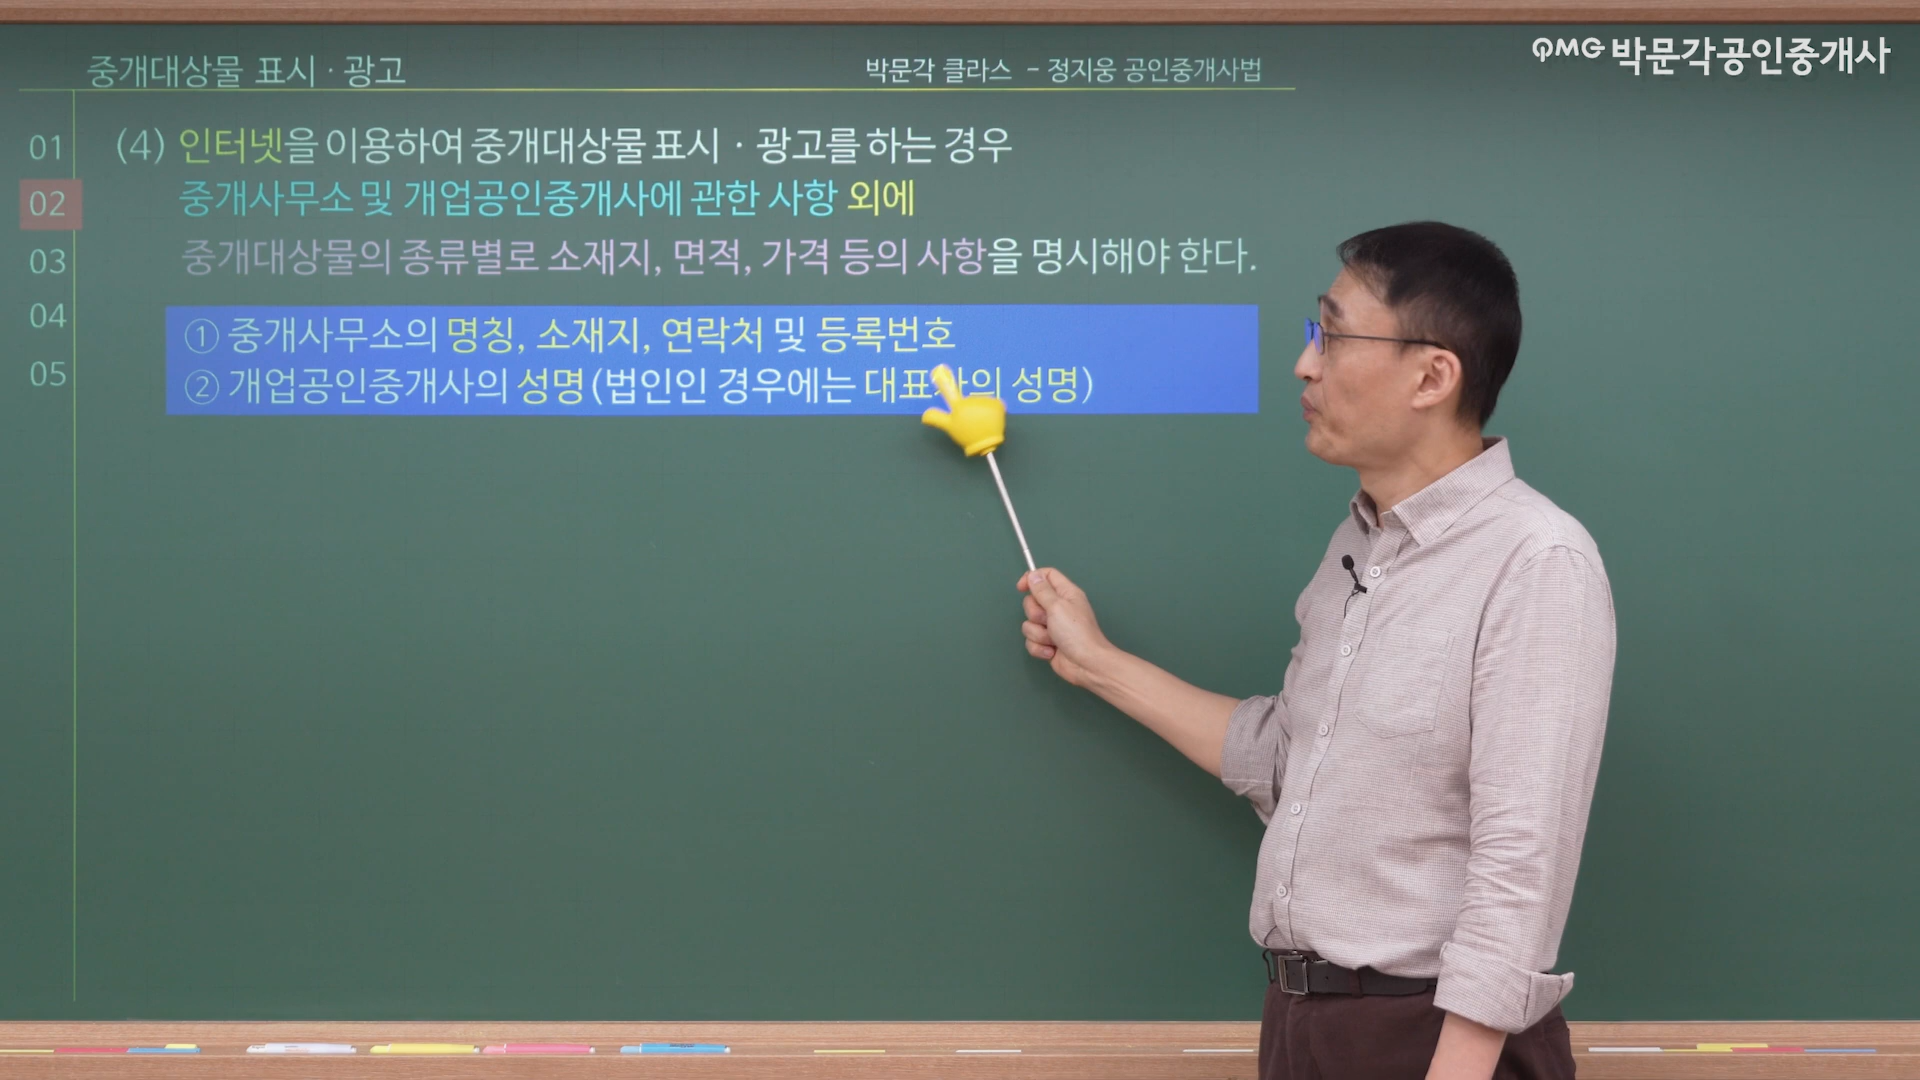 중개대상물 표시 · 광고
박문각 클라스 - 정지웅 공인중개사법
PMG 박문각공인중개사
01
02
03
04
05
(4) 인터넷을 이용하여 중개대상물 표시 · 광고를 하는 경우
중개사무소 및 개업공인중개사에 관한 사항 외에
중개대상물의 종류별로 소재지, 면적, 가격 등의 사항을 명시해야 한다.
① 중개사무소의 명칭, 소재지, 연락처 및 등록번호
② 개업공인중개사의 성명(법인인 경우에는 대표자의 성명)